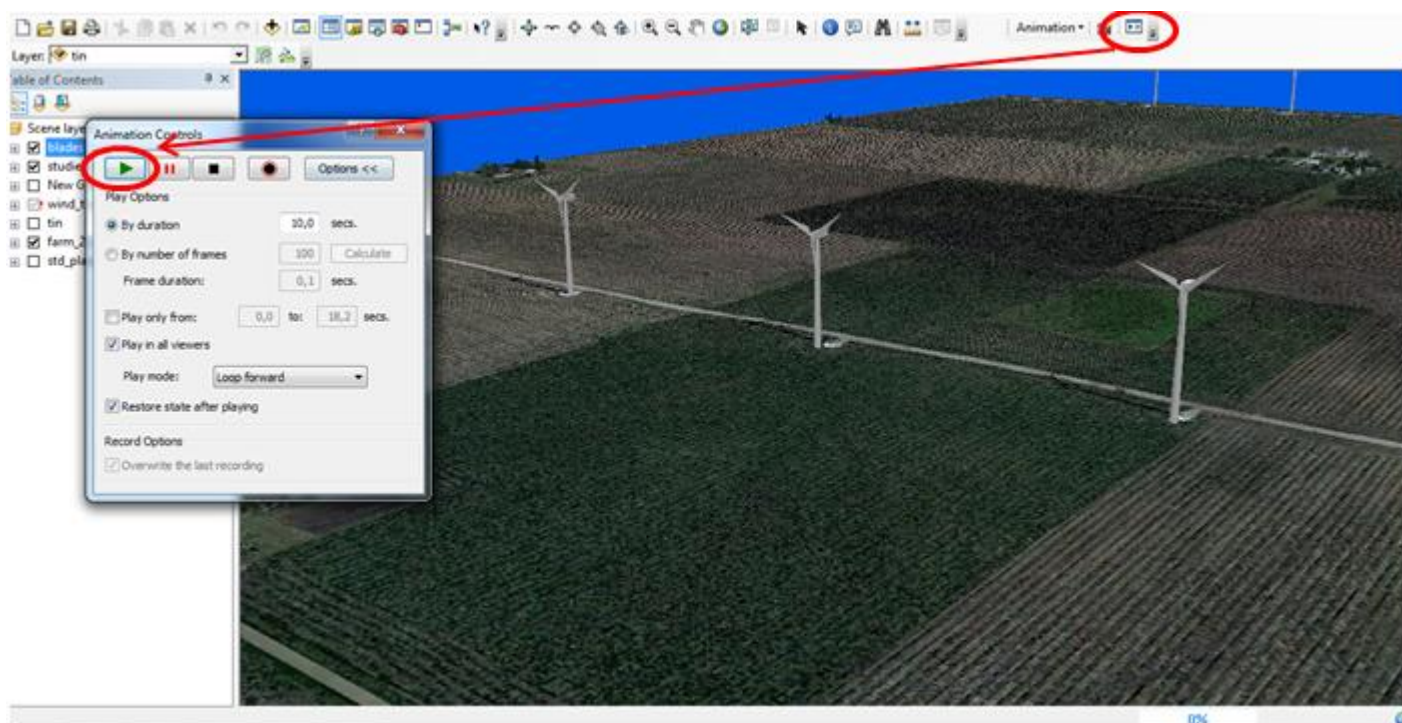 Animation
Layer: tin
able of Contents
Scene laye
blades
studie
New G
wind_t
tin
farm_2
std_pla
Animation Controls
Options <<
Play Options
By duration 10,0 secs.
By number of frames 100 Calculate
Frame duration: 0,1 secs.
Play only from: 0,0 to: 18,2 secs.
Play in all viewers
Play mode: Loop forward
Restore state after playing
Record Options
Overwrite the last recording
0%